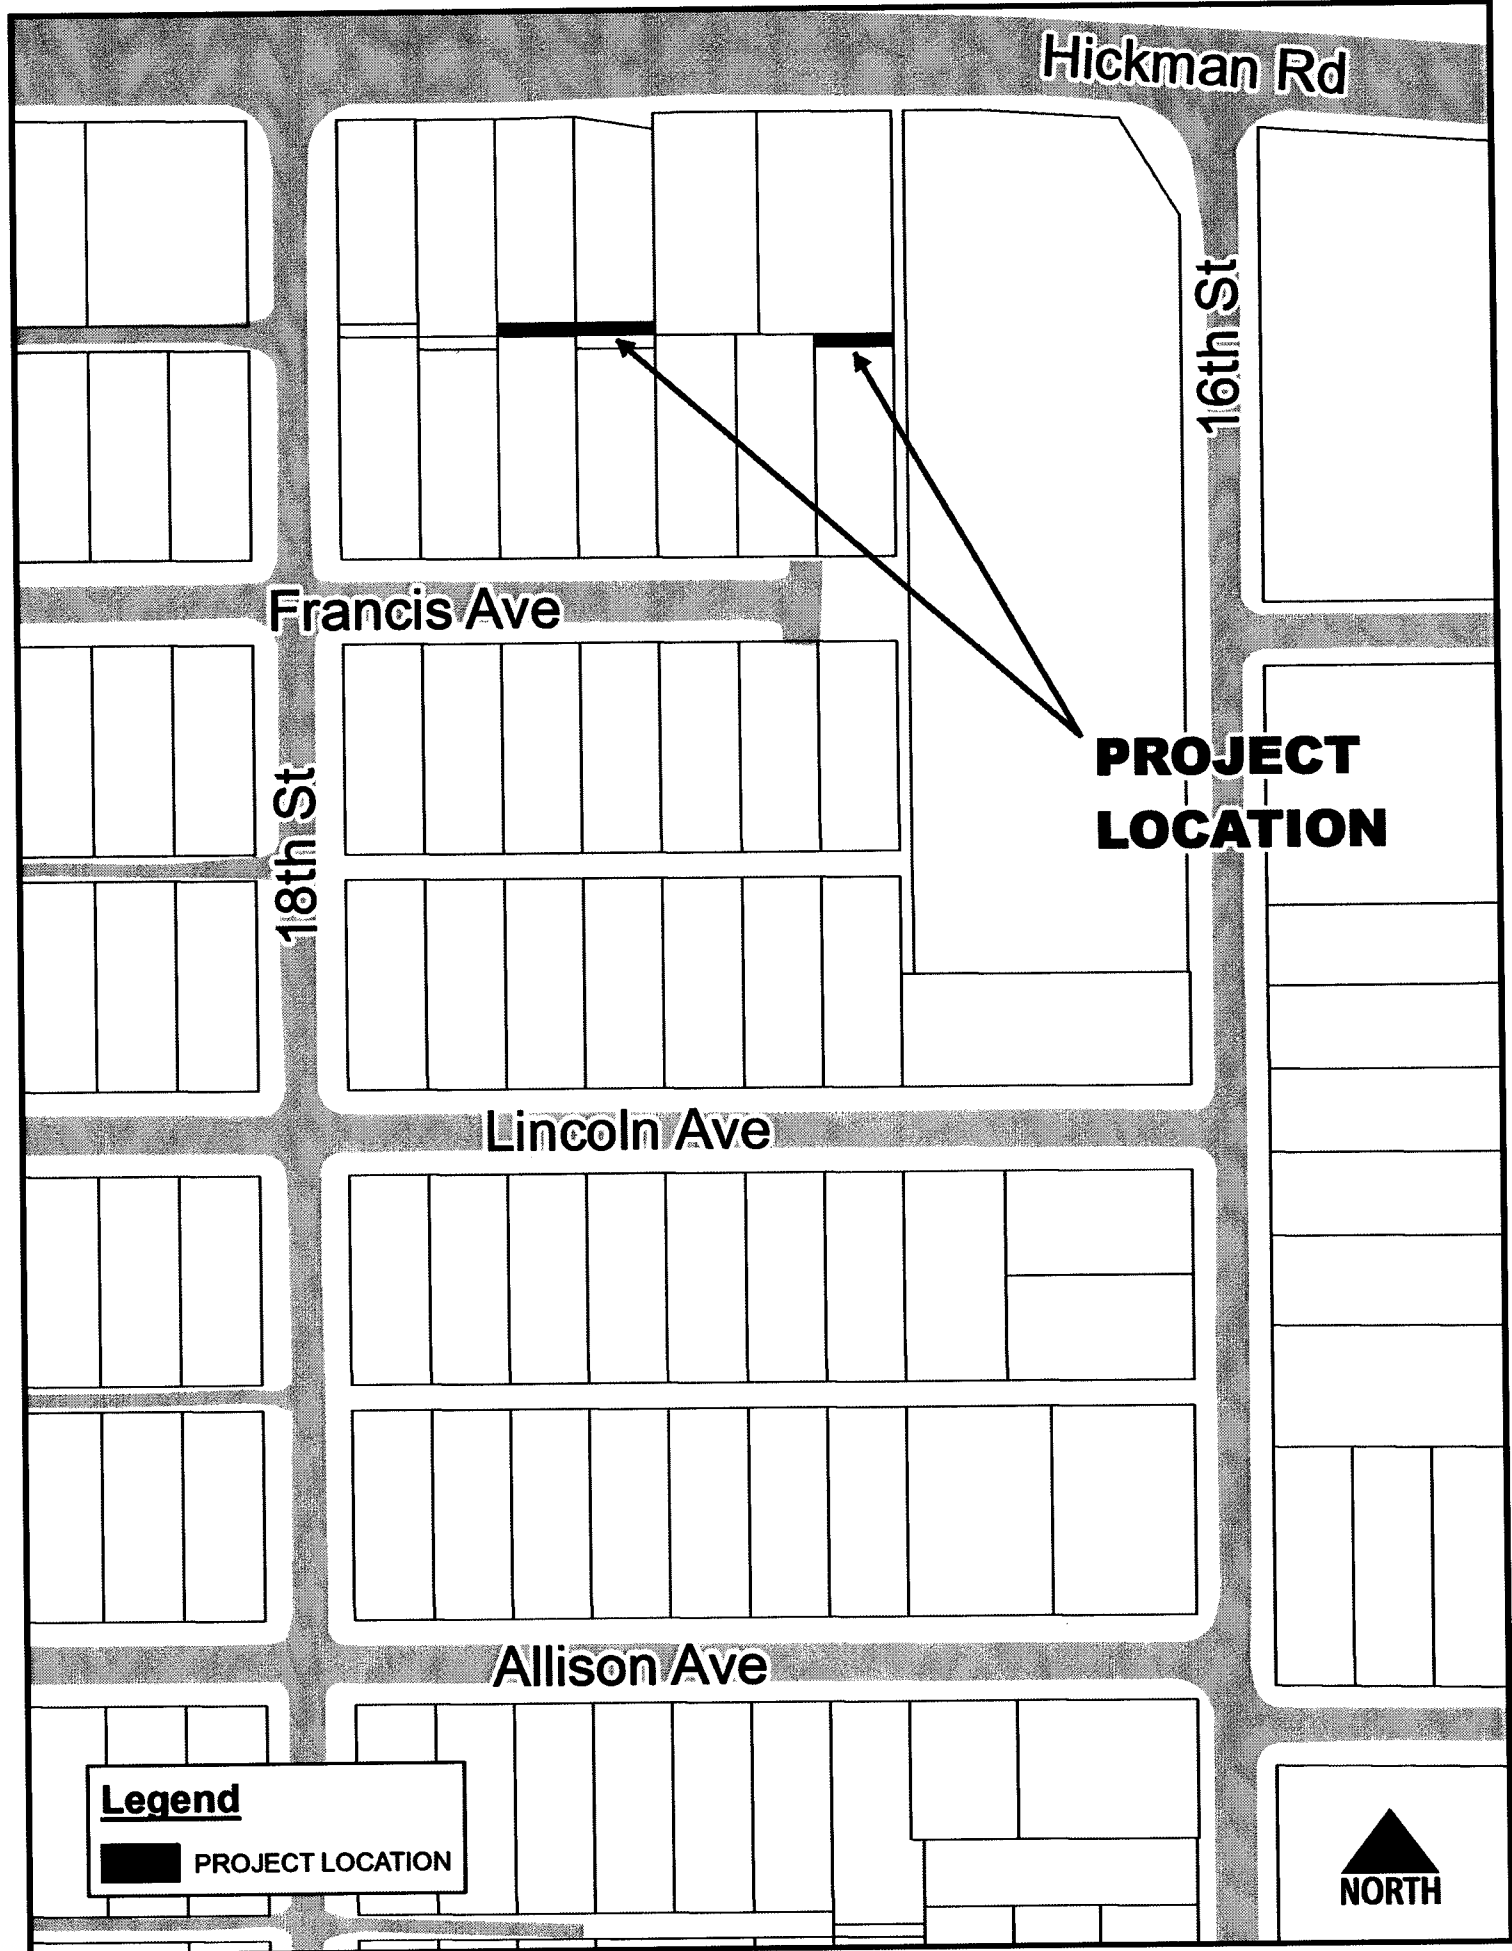 Hickman Rd
16th St
Francis Ave
PROJECT
LOCATION
18th St
Lincoln Ave
Allison Ave
Legend
PROJECT LOCATION
NORTH